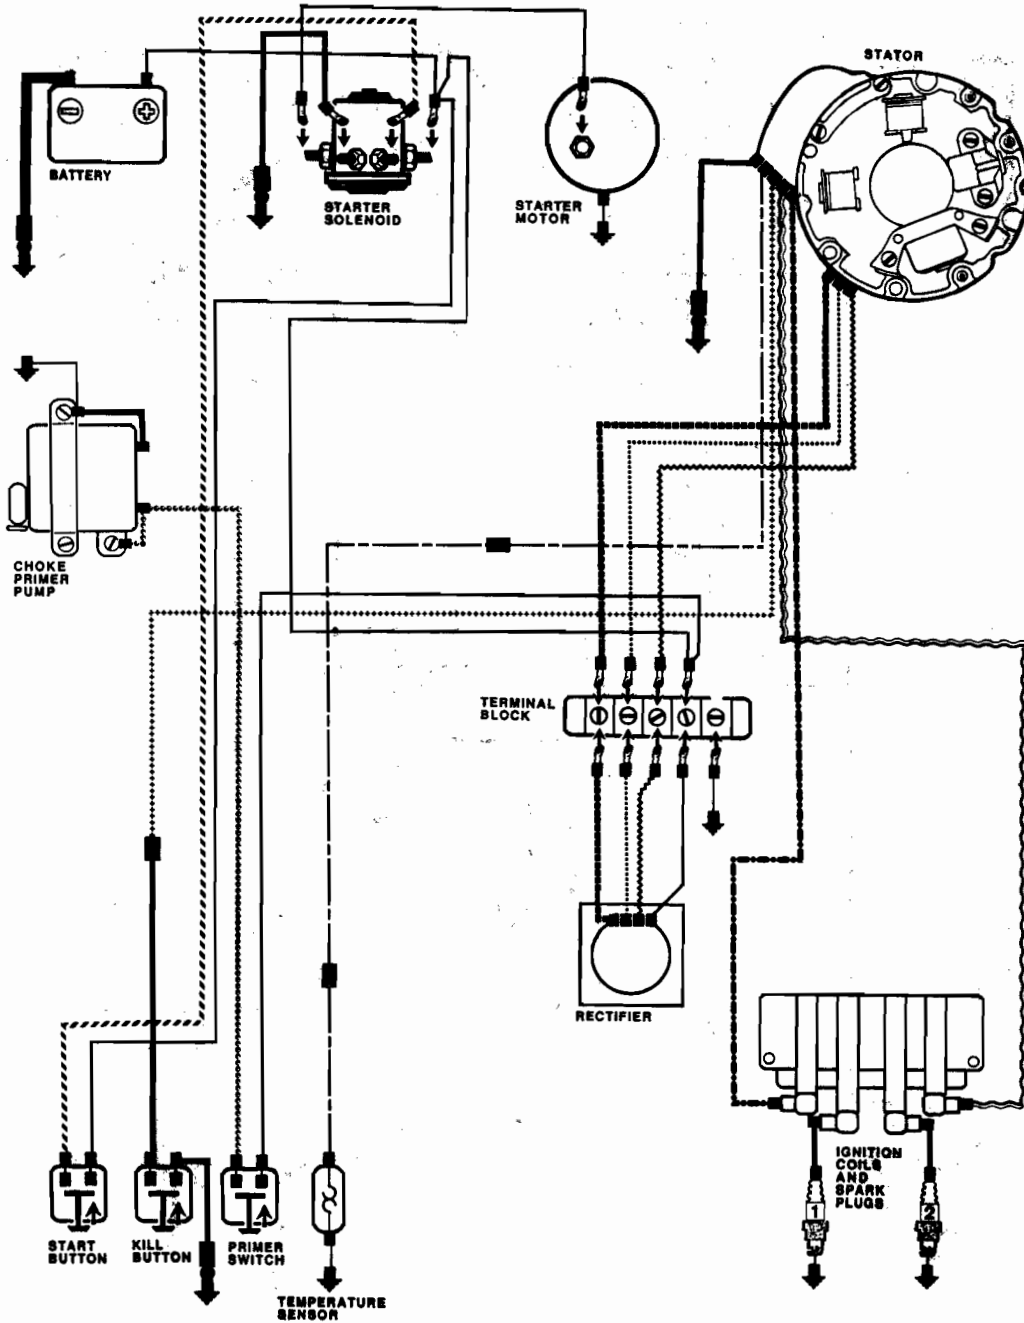 STATOR
BATTERY
STARTER
SOLENOID
STARTER
MOTOR
CHOKE
PRIMER
PUMP
TERMINAL
BLOCK
RECTIFIER
IGNITION
COILS
AND
SPARK
PLUGS
1
2
START
BUTTON
KILL
BUTTON
PRIMER
SWITCH
TEMPERATURE
SENSOR